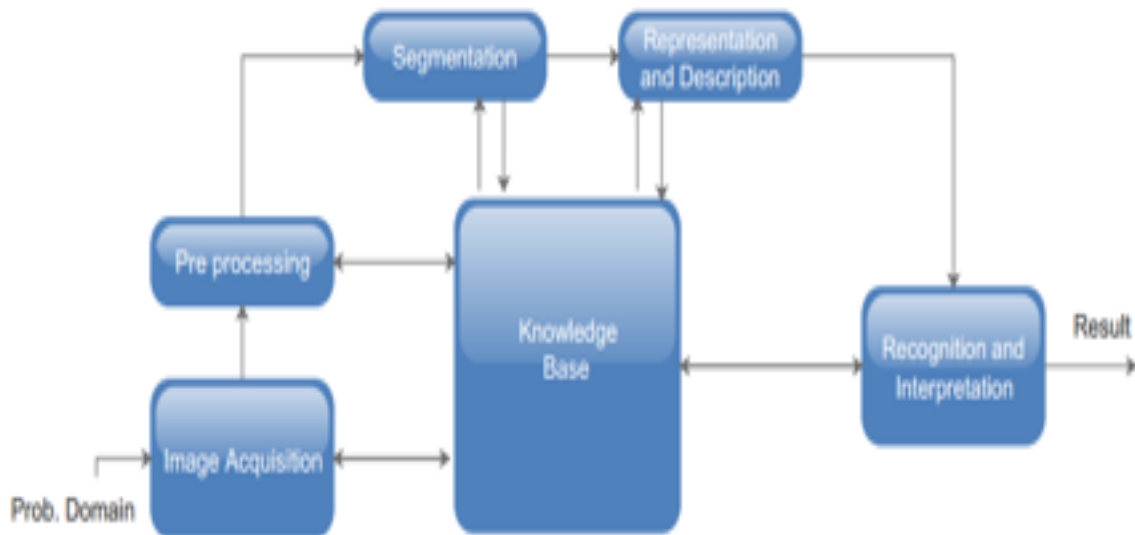 Segmentation
Representation
and Description
Pre processing
Knowledge
Base
Recognition and
Interpretation
Result
Image Acquisition
Prob. Domain